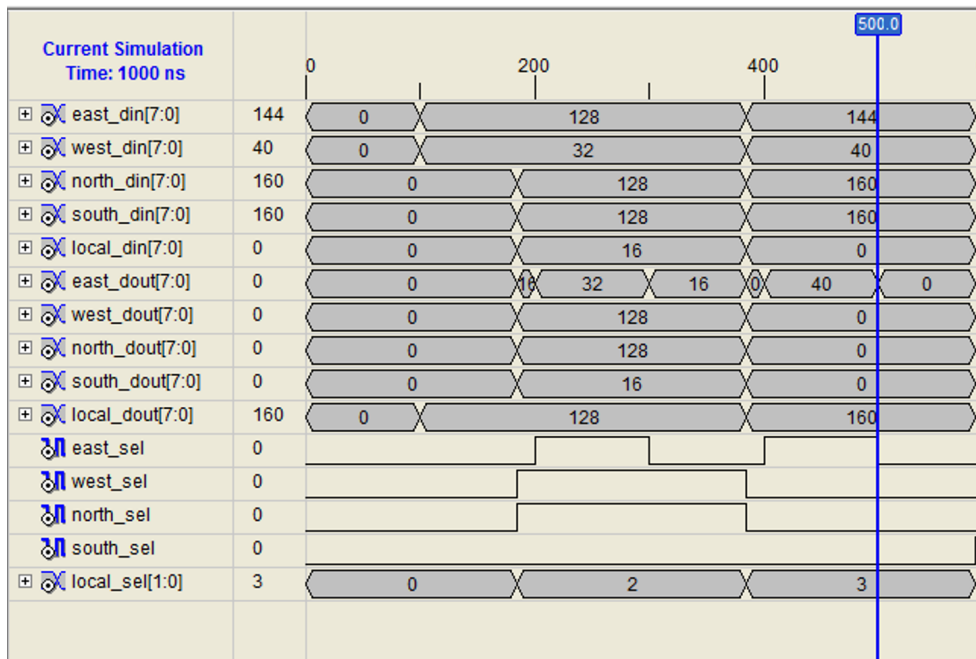 500.0
Current Simulation
Time: 1000 ns
0 200 400
east_din[7:0] 144 0 128 144
west_din[7:0] 40 0 32 40
north_din[7:0] 160 0 128 160
south_din[7:0] 160 0 128 160
local_din[7:0] 0 0 16 0
east_dout[7:0] 0 0 16 32 16 0 40 0
west_dout[7:0] 0 0 128 0
north_dout[7:0] 0 0 128 0
south_dout[7:0] 0 0 16 0
local_dout[7:0] 160 0 128 160
east_sel 0
west_sel 0
north_sel 0
south_sel 0
local_sel[1:0] 3 0 2 3